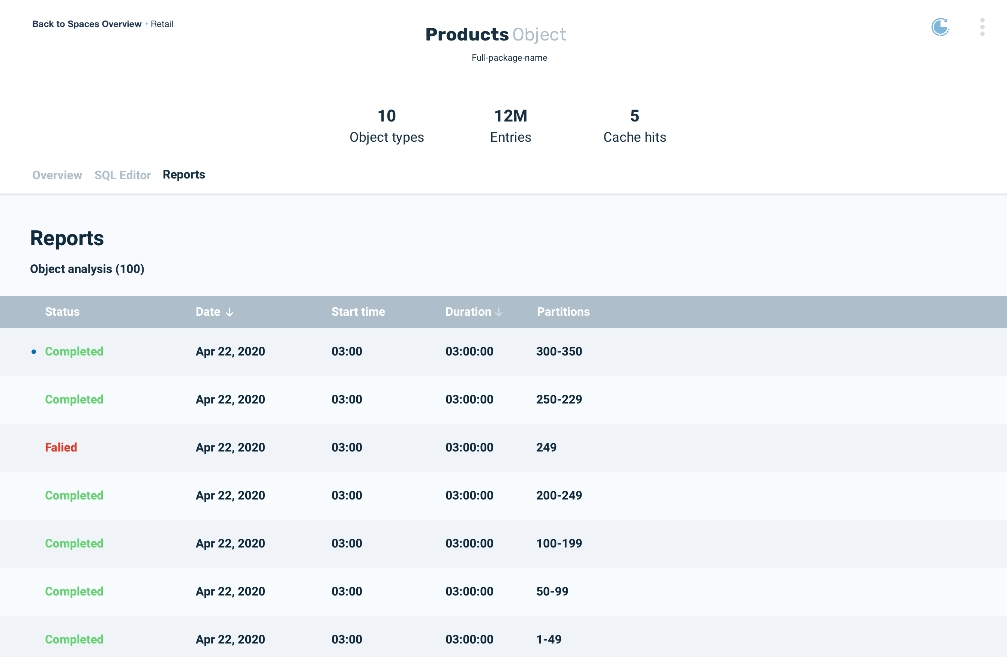 Back to Spaces Overview • Retail
Products Object
Full-package-name
10 12M 5
Object types Entries Cache hits
Overview SQL Editor Reports
Reports
Object analysis (100)
Status Date ↓ Start time Duration ↓ Partitions
• Completed Apr 22, 2020 03:00 03:00:00 300-350
Completed Apr 22, 2020 03:00 03:00:00 250-229
Falied Apr 22, 2020 03:00 03:00:00 249
Completed Apr 22, 2020 03:00 03:00:00 200-249
Completed Apr 22, 2020 03:00 03:00:00 100-199
Completed Apr 22, 2020 03:00 03:00:00 50-99
Completed Apr 22, 2020 03:00 03:00:00 1-49